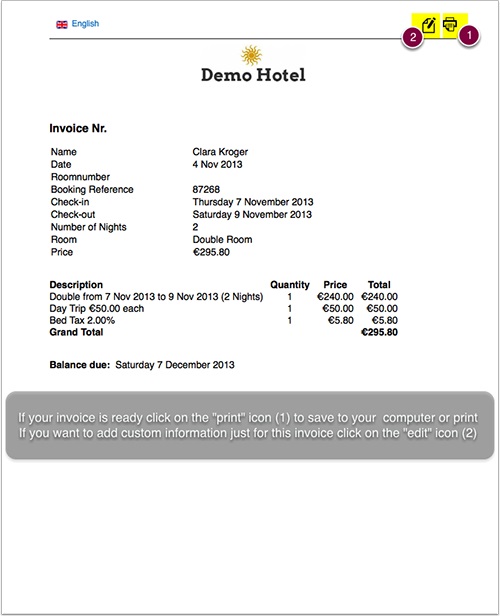 English
2
1
Demo Hotel
Invoice Nr.
Name Clara Kroger
Date 4 Nov 2013
Roomnumber
Booking Reference 87268
Check-in Thursday 7 November 2013
Check-out Saturday 9 November 2013
Number of Nights 2
Room Double Room
Price €295.80
Description Quantity Price Total
Double from 7 Nov 2013 to 9 Nov 2013 (2 Nights) 1 €240.00 €240.00
Day Trip €50.00 each 1 €50.00 €50.00
Bed Tax 2.00% 1 €5.80 €5.80
Grand Total €295.80
Balance due: Saturday 7 December 2013
If your invoice is ready click on the "print" icon (1) to save to your computer or print
If you want to add custom information just for this invoice click on the "edit" icon (2)